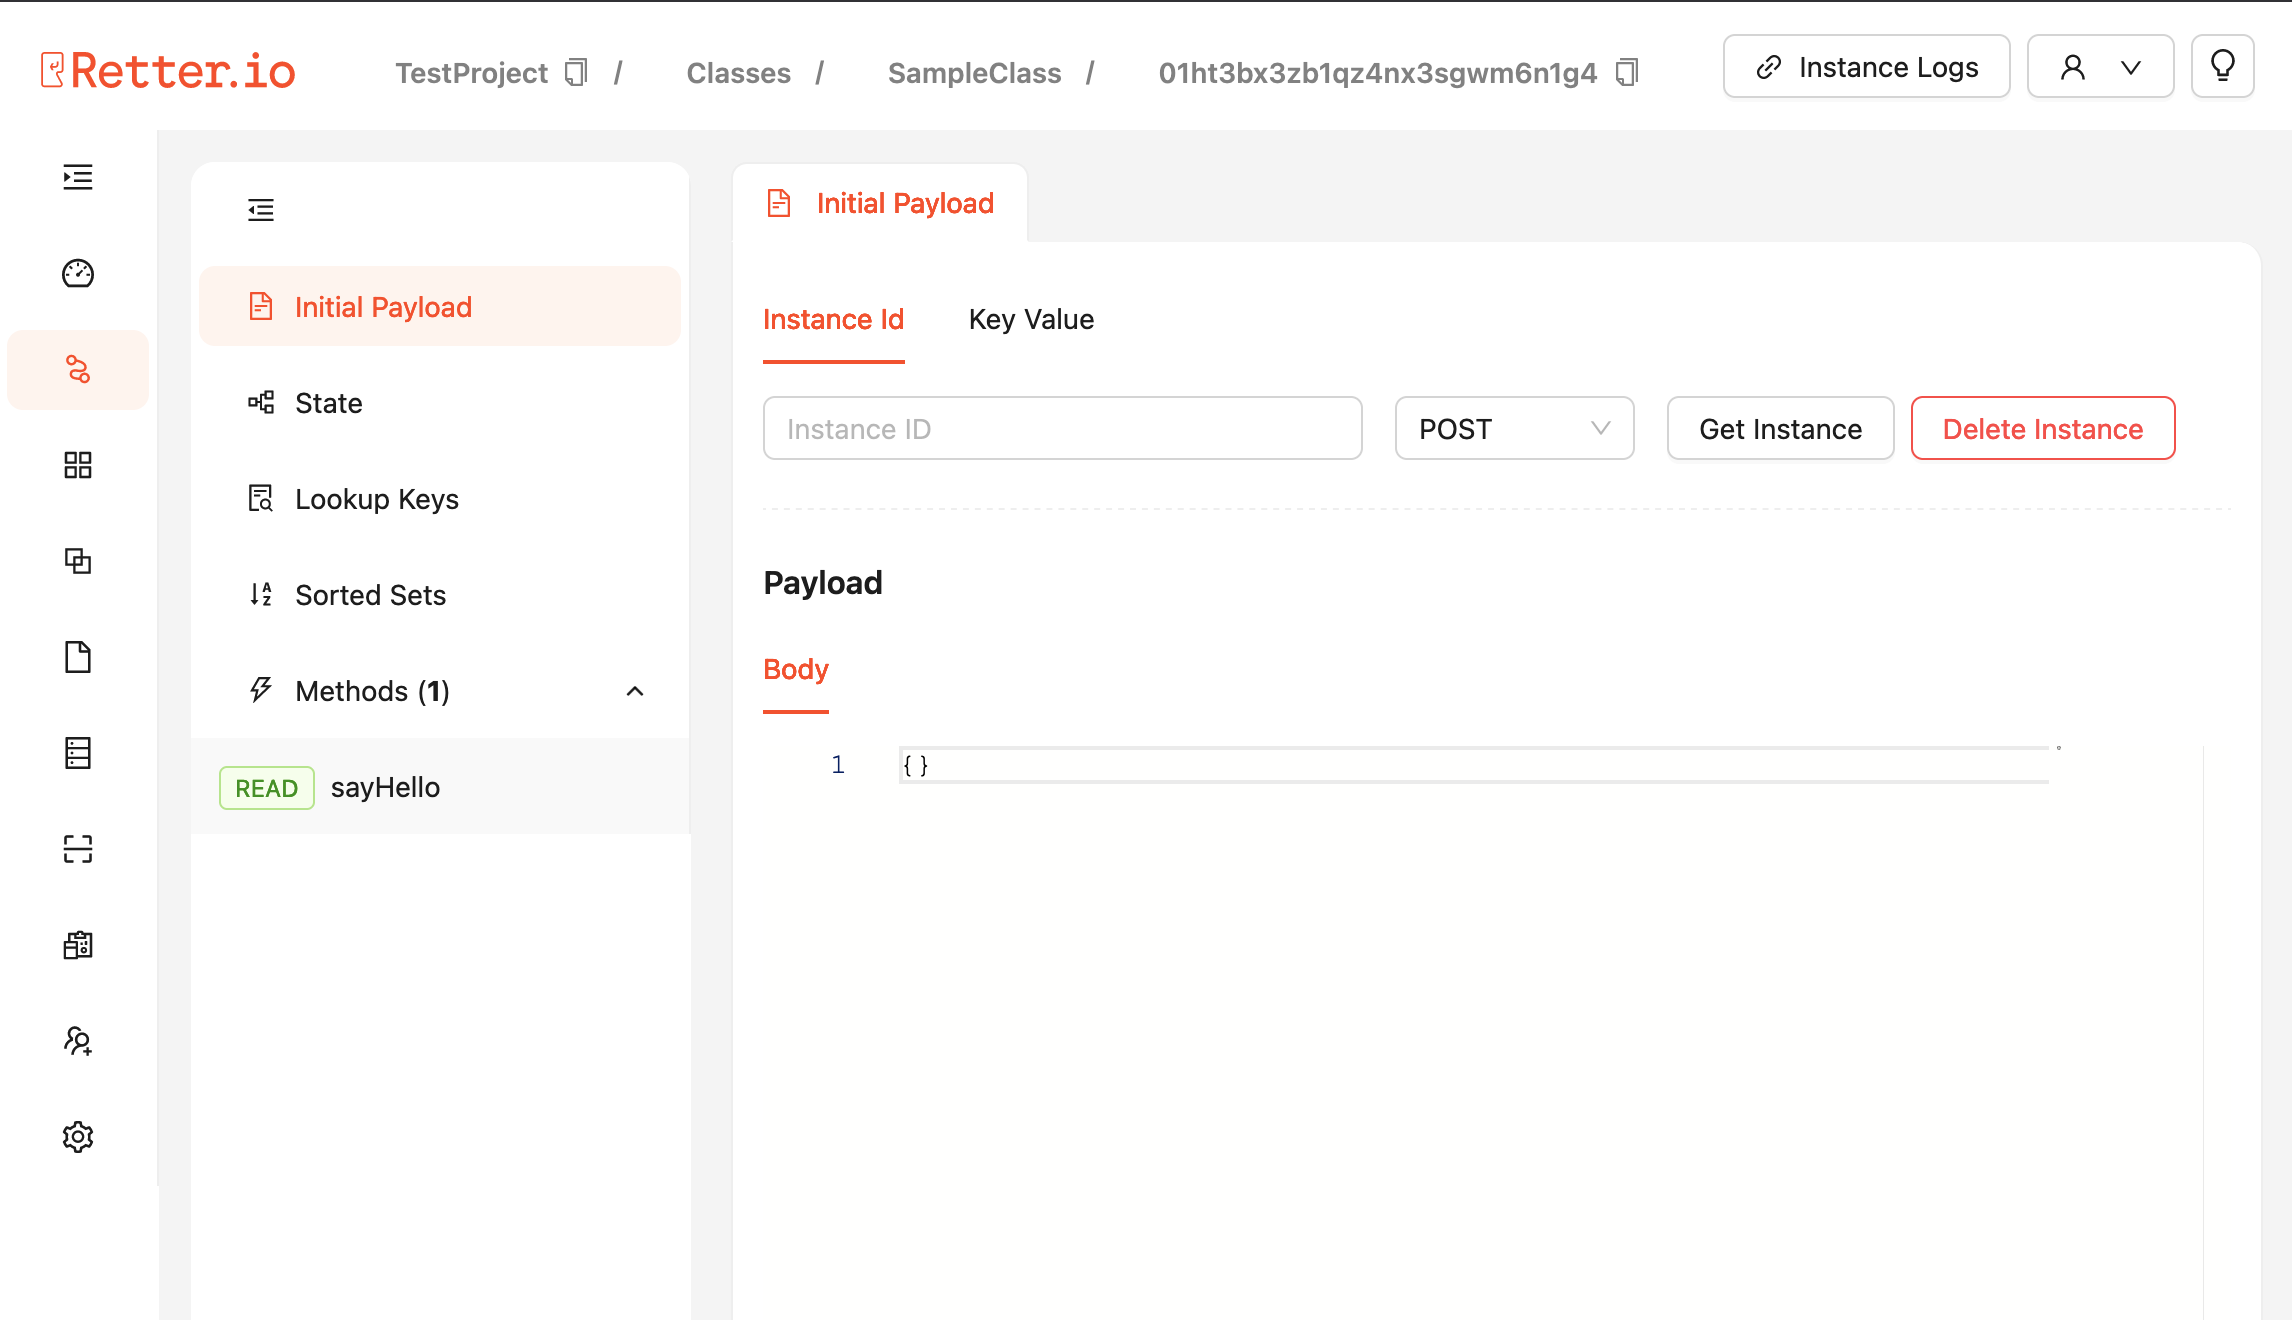 Retter.io
TestProject / Classes / SampleClass / 01ht3bx3zb1qz4nx3sgwm6n1g4
Instance Logs
Initial Payload
State
Lookup Keys
Sorted Sets
Methods (1)
READ sayHello
Initial Payload
Instance Id Key Value
Instance ID POST Get Instance Delete Instance
Payload
Body
1 {}